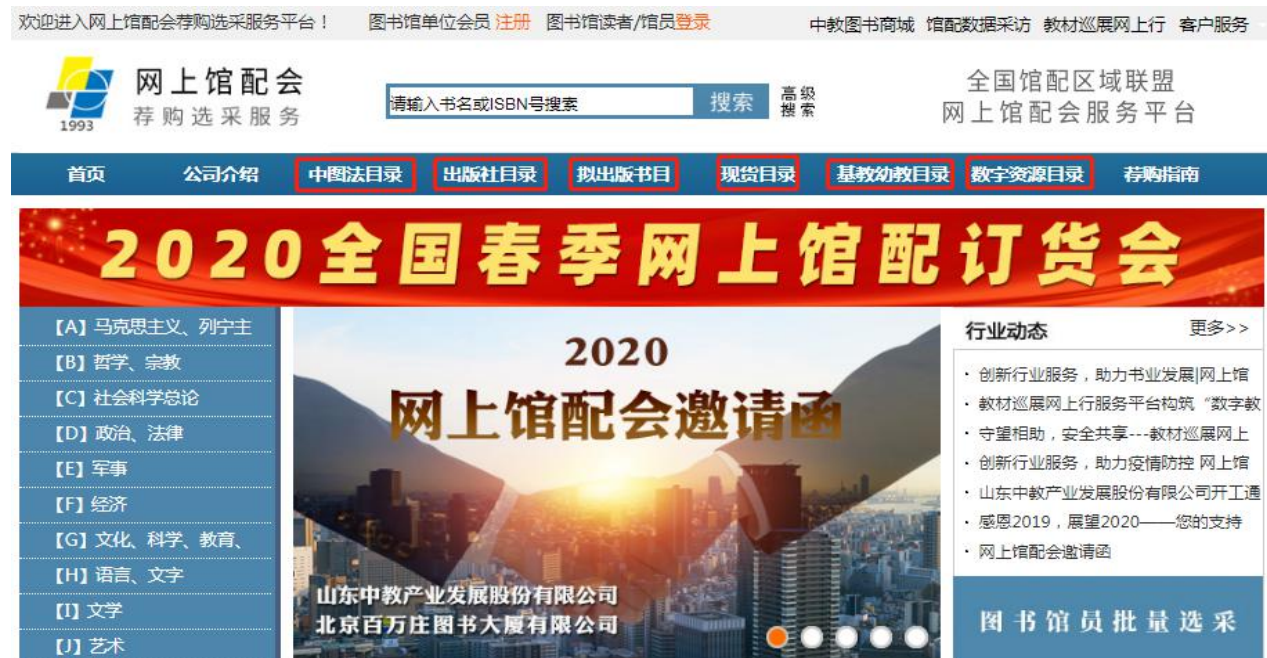 欢迎进入网上馆配会荐购选采服务平台！ 图书馆单位会员 注册 图书馆读者/馆员登录 中教图书商城 馆配数据采访 教材巡展网上行 客户服务
1993
网上馆配会
荐购选采服务
请输入书名或ISBN号搜索 搜索 高级搜索
全国馆配区域联盟
网上馆配会服务平台
首页 公司介绍 中图法目录 出版社目录 拟出版书目 现货目录 基教幼教目录 数字资源目录 荐购指南
2020全国春季网上馆配订货会
【A】马克思主义、列宁主
【B】哲学、宗教
【C】社会科学总论
【D】政治、法律
【E】军事
【F】经济
【G】文化、科学、教育、
【H】语言、文字
【I】文学
【J】艺术
2020
网上馆配会邀请函
山东中教产业发展股份有限公司
北京百万庄图书大厦有限公司
行业动态 更多>>
· 创新行业服务，助力书业发展|网上馆
· 教材巡展网上行服务平台构筑“数字教
· 守望相助，安全共享---教材巡展网上
· 创新行业服务，助力疫情防控 网上馆
· 山东中教产业发展股份有限公司开工通
· 感恩2019，展望2020——您的支持
· 网上馆配会邀请函
图书馆员批量选采